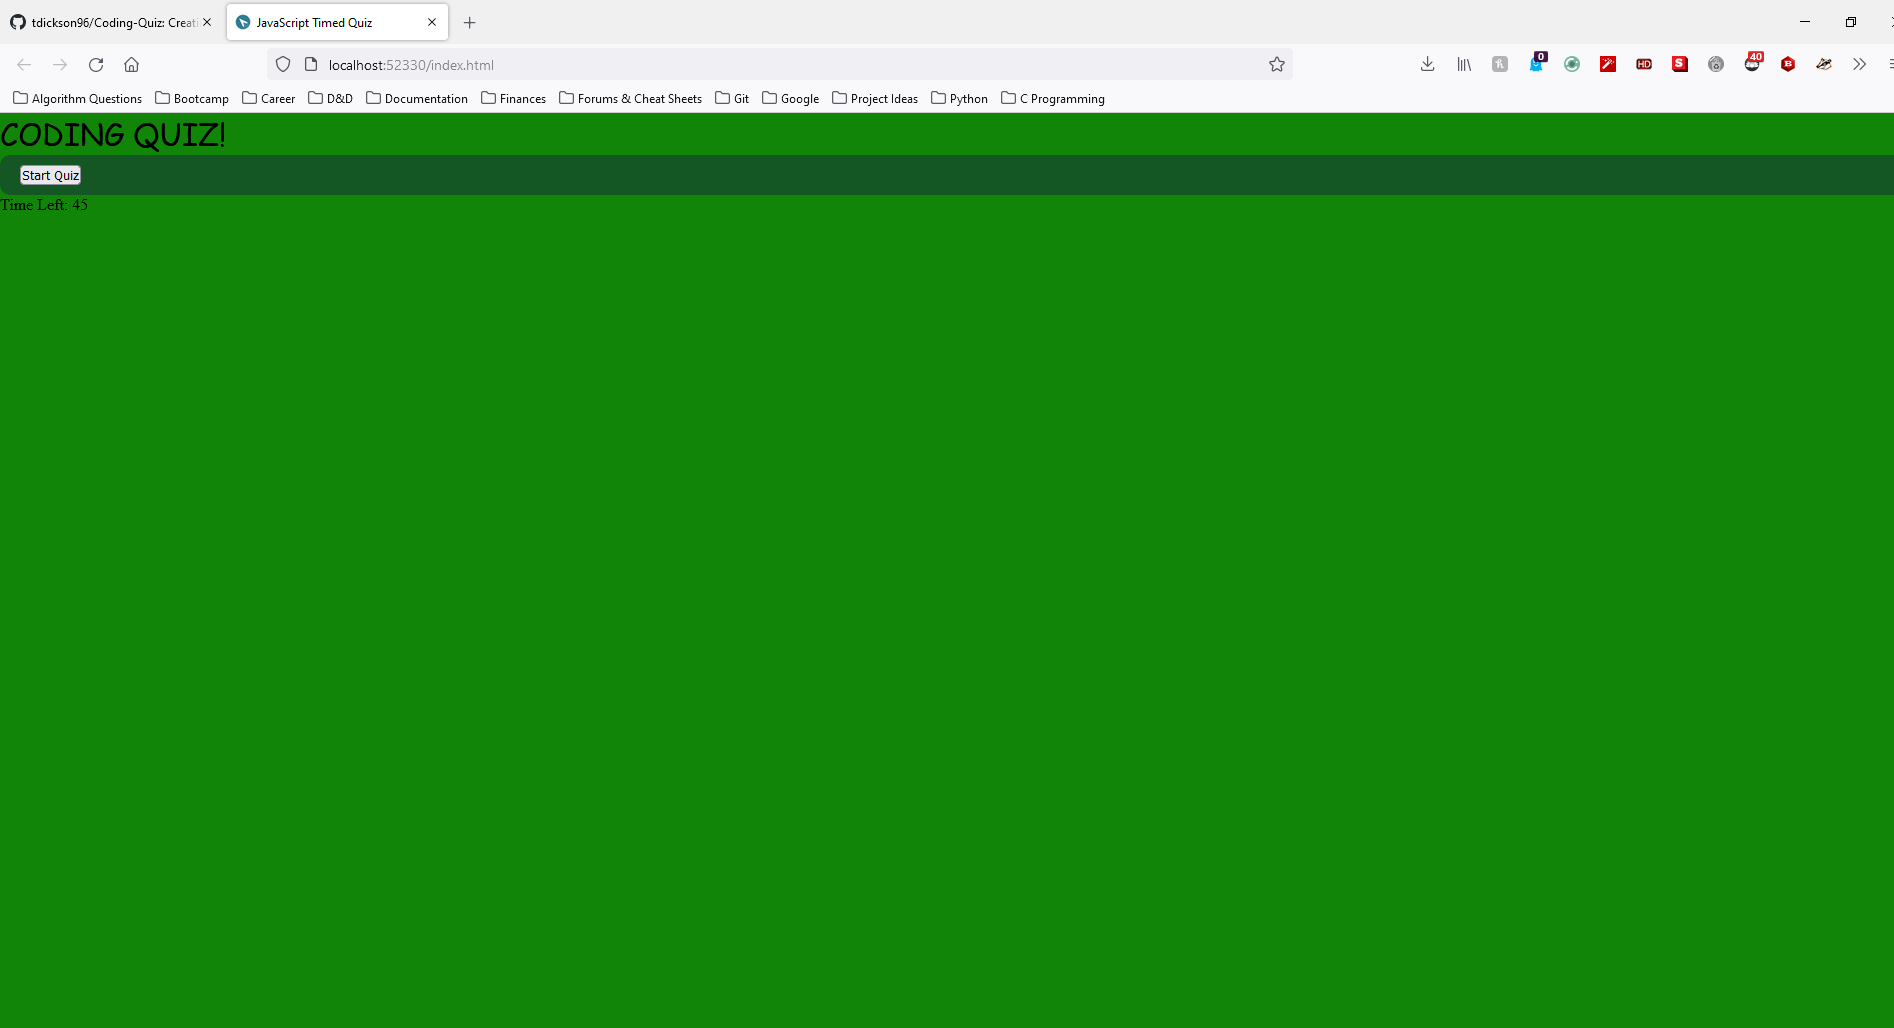 tdickson96/Coding-Quiz: Creati
JavaScript Timed Quiz
localhost:52330/index.html
HD
S
0
40
B
Algorithm Questions Bootcamp Career D&D Documentation Finances Forums & Cheat Sheets Git Google Project Ideas Python C Programming
CODING QUIZ!
Start Quiz
Time Left: 45